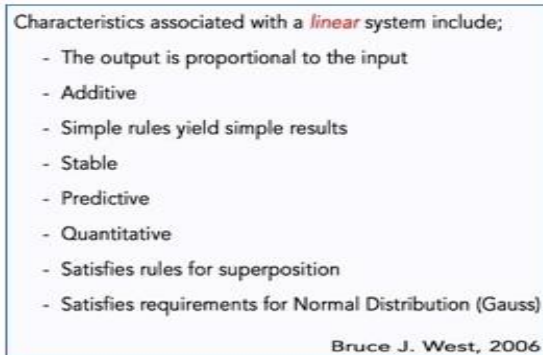 Characteristics associated with a linear system include;
- The output is proportional to the input
- Additive
- Simple rules yield simple results
- Stable
- Predictive
- Quantitative
- Satisfies rules for superposition
- Satisfies requirements for Normal Distribution (Gauss)
Bruce J. West, 2006